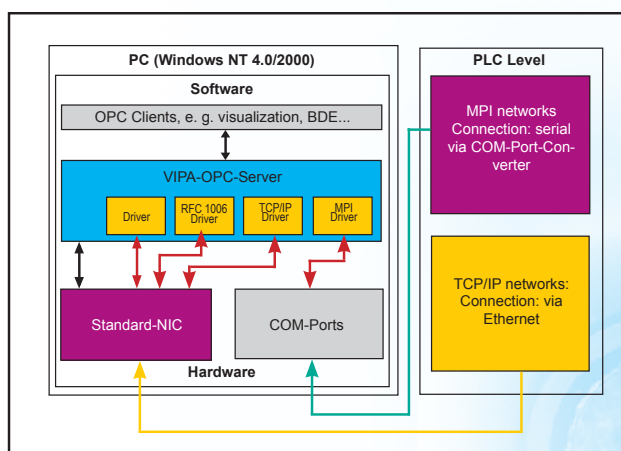 PC (Windows NT 4.0/2000)
Software
OPC Clients, e. g. visualization, BDE...
VIPA-OPC-Server
Driver
RFC 1006
Driver
TCP/IP
Driver
MPI
Driver
Standard-NIC
COM-Ports
Hardware
PLC Level
MPI networks
Connection: serial
via COM-Port-Con-
verter
TCP/IP networks:
Connection: via
Ethernet